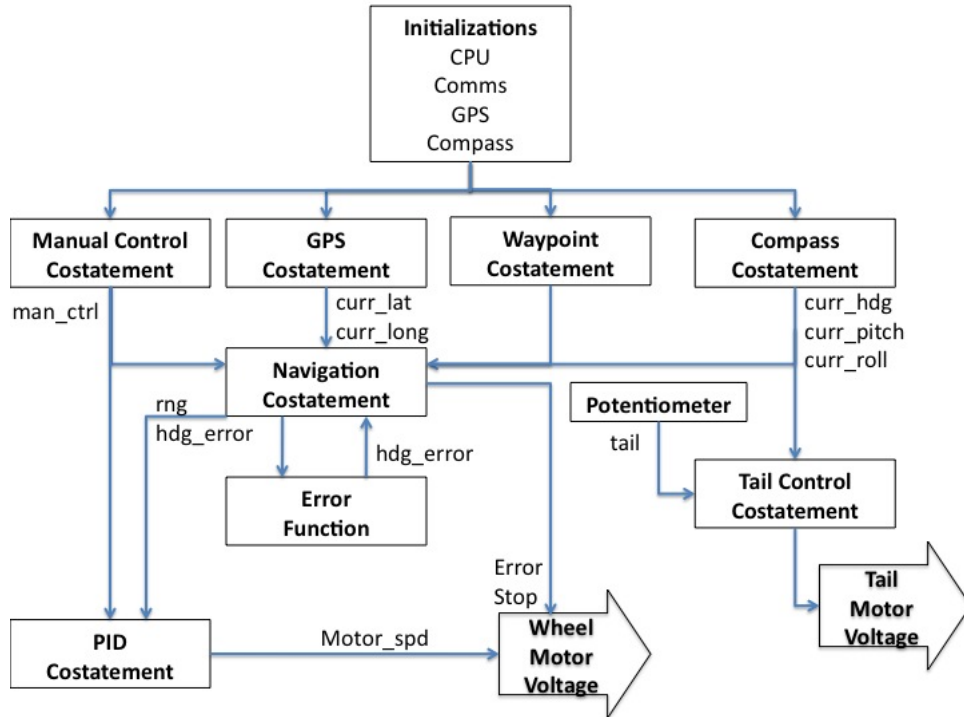 Initializations
CPU
Comms
GPS
Compass
Manual Control
Costatement
GPS
Costatement
Waypoint
Costatement
Compass
Costatement
man_ctrl
curr_lat
curr_long
curr_hdg
curr_pitch
curr_roll
Navigation
Costatement
Potentiometer
rng
hdg_error
hdg_error
tail
Error
Function
Tail Control
Costatement
Error
Stop
Tail
Motor
Voltage
PID
Costatement
Motor_spd
Wheel
Motor
Voltage